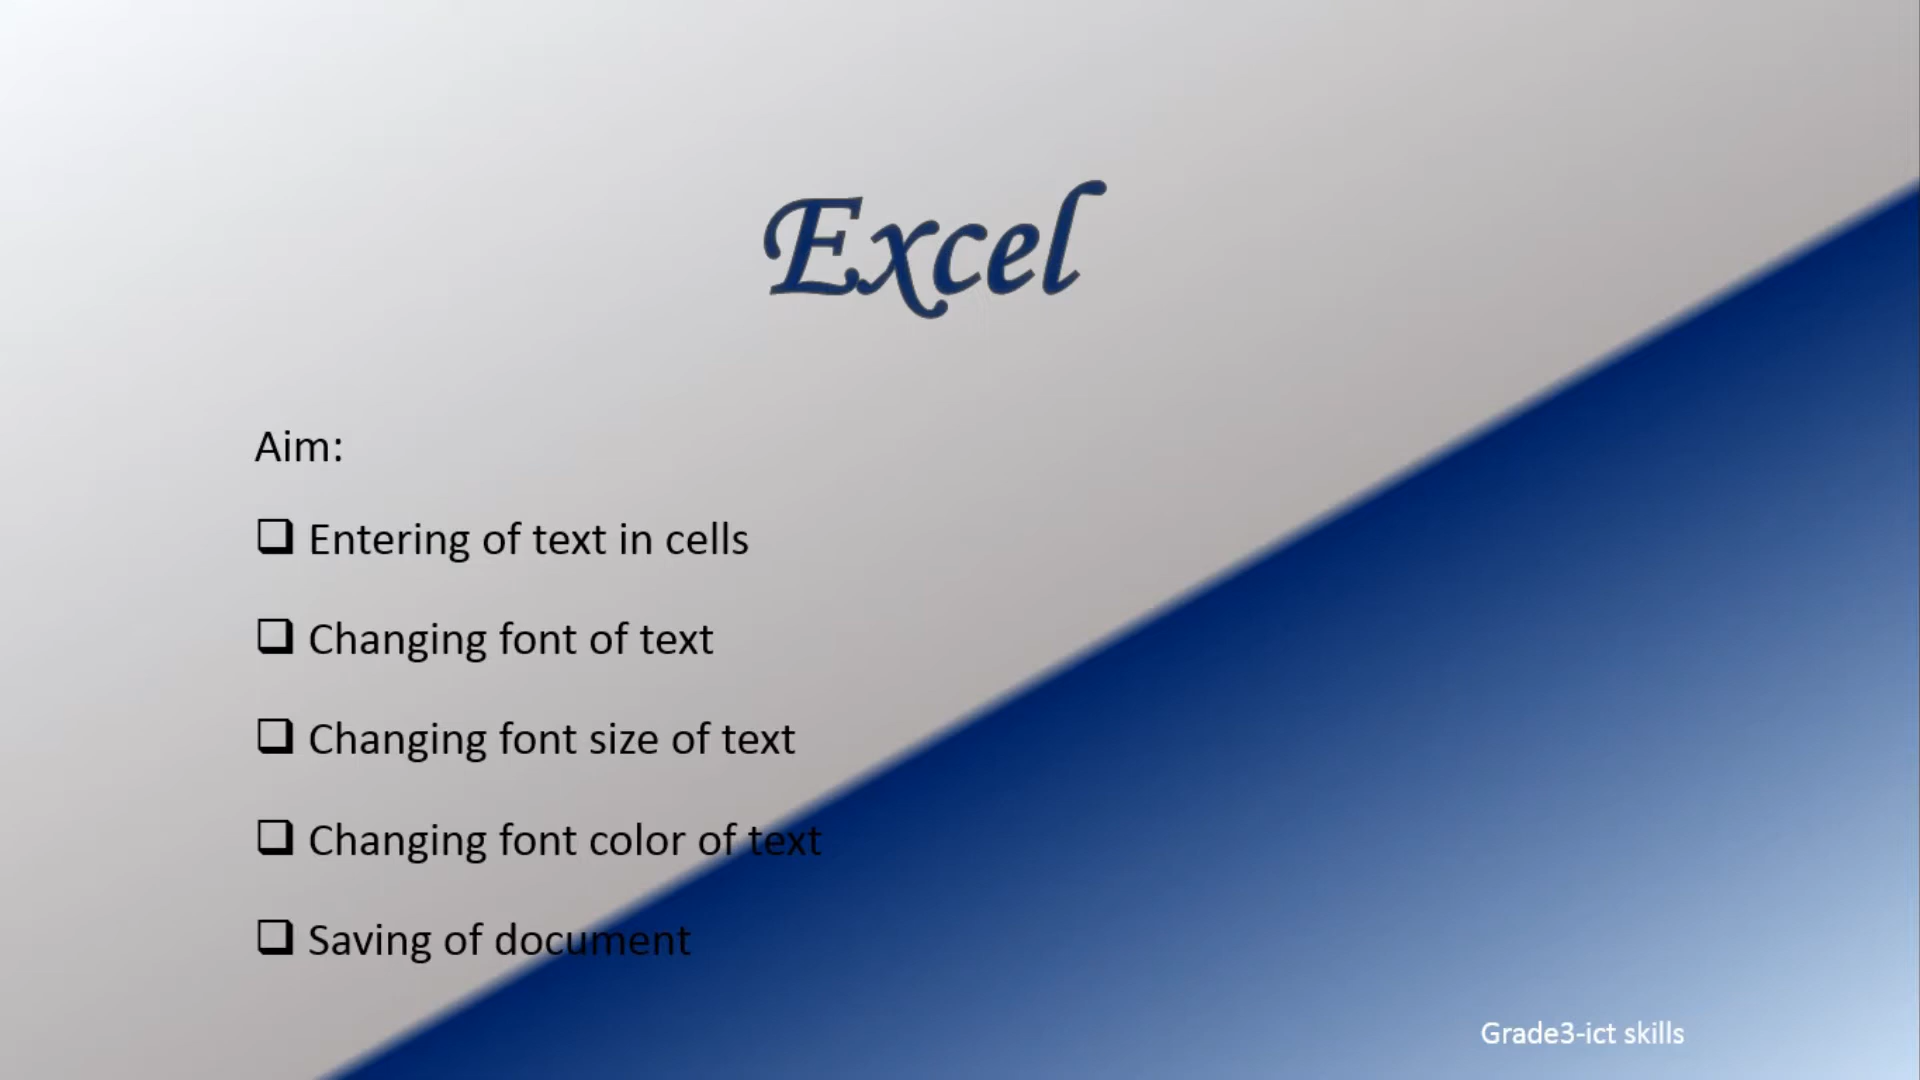 Excel
Aim:
❑ Entering of text in cells
❑ Changing font of text
❑ Changing font size of text
❑ Changing font color of text
❑ Saving of document
Grade3-ict skills